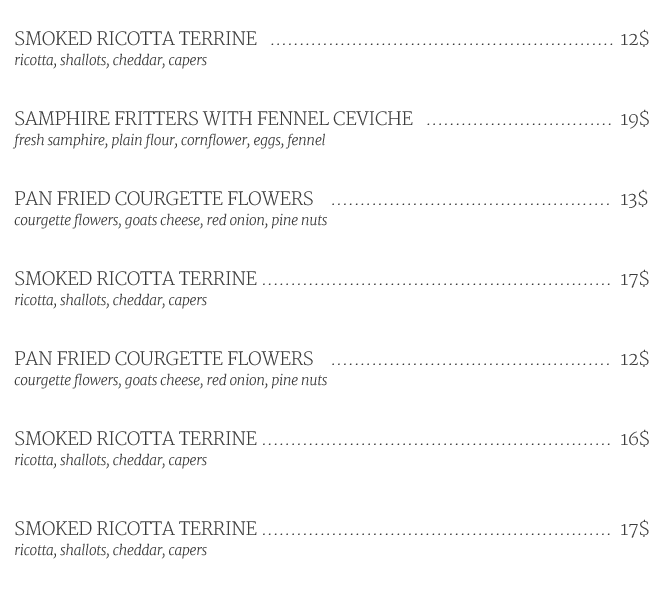 SMOKED RICOTTA TERRINE ........................................................ 12$
ricotta, shallots, cheddar, capers
SAMPHIRE FRITTERS WITH FENNEL CEVICHE .............................. 19$
fresh samphire, plain flour, cornflower, eggs, fennel
PAN FRIED COURGETTE FLOWERS ............................................. 13$
courgette flowers, goats cheese, red onion, pine nuts
SMOKED RICOTTA TERRINE ........................................................ 17$
ricotta, shallots, cheddar, capers
PAN FRIED COURGETTE FLOWERS ............................................. 12$
courgette flowers, goats cheese, red onion, pine nuts
SMOKED RICOTTA TERRINE ........................................................ 16$
ricotta, shallots, cheddar, capers
SMOKED RICOTTA TERRINE ........................................................ 17$
ricotta, shallots, cheddar, capers